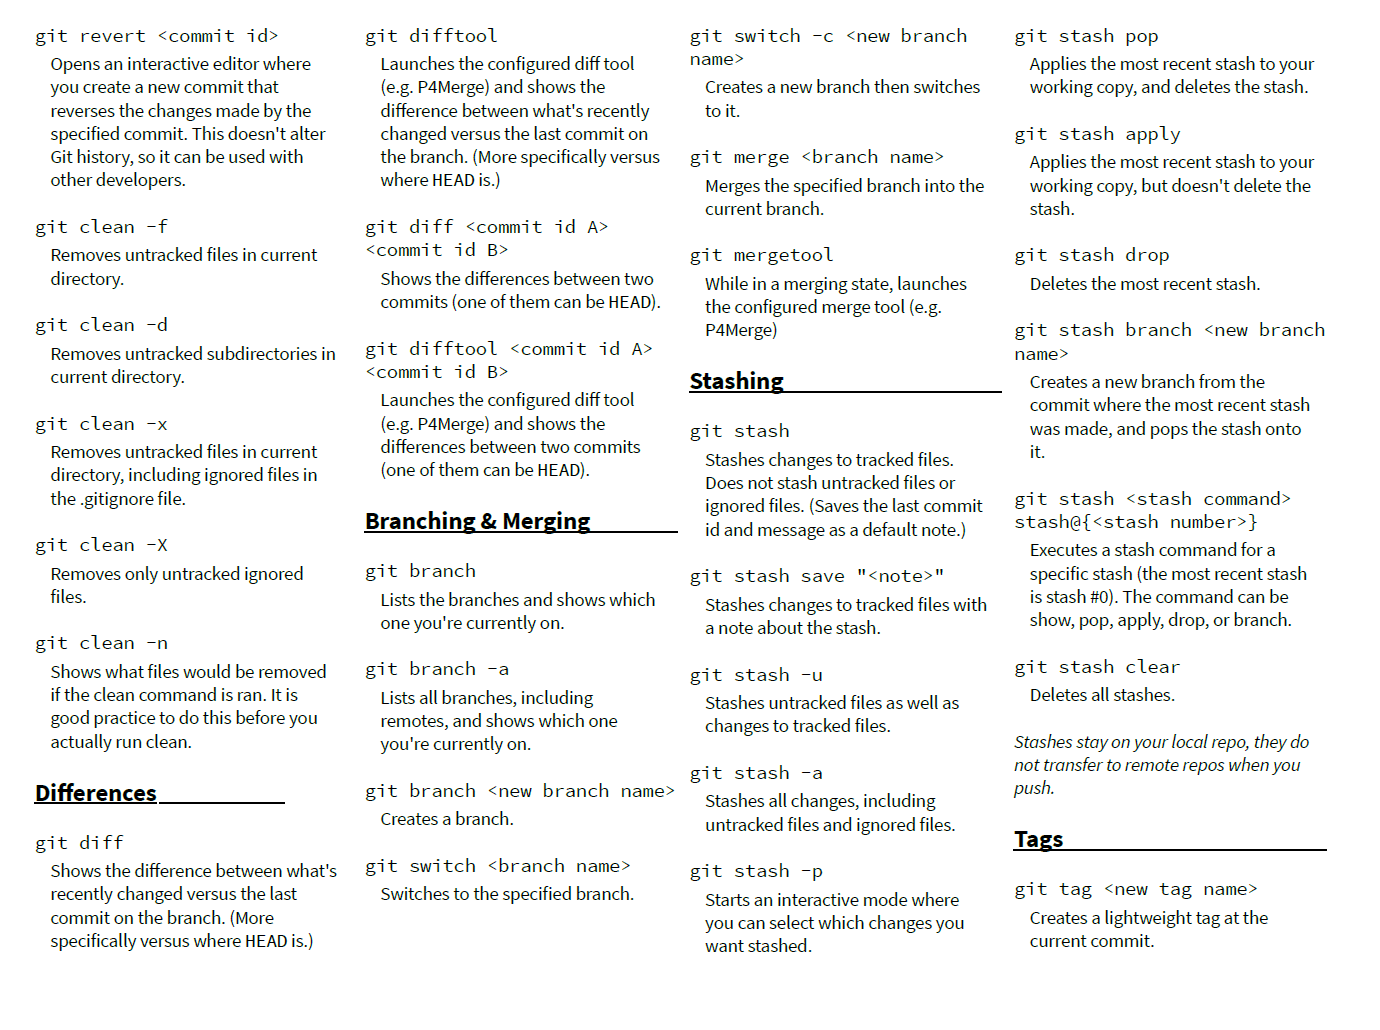 git revert <commit id>
Opens an interactive editor where
you create a new commit that
reverses the changes made by the
specified commit. This doesn't alter
Git history, so it can be used with
other developers.
git clean -f
Removes untracked files in current
directory.
git clean -d
Removes untracked subdirectories in
current directory.
git clean -x
Removes untracked files in current
directory, including ignored files in
the .gitignore file.
git clean -X
Removes only untracked ignored
files.
git clean -n
Shows what files would be removed
if the clean command is ran. It is
good practice to do this before you
actually run clean.
Differences
git diff
Shows the difference between what's
recently changed versus the last
commit on the branch. (More
specifically versus where HEAD is.)
git difftool
Launches the configured diff tool
(e.g. P4Merge) and shows the
difference between what's recently
changed versus the last commit on
the branch. (More specifically versus
where HEAD is.)
git diff <commit id A>
<commit id B>
Shows the differences between two
commits (one of them can be HEAD).
git difftool <commit id A>
<commit id B>
Launches the configured diff tool
(e.g. P4Merge) and shows the
differences between two commits
(one of them can be HEAD).
Branching & Merging
git branch
Lists the branches and shows which
one you're currently on.
git branch -a
Lists all branches, including
remotes, and shows which one
you're currently on.
git branch <new branch name>
Creates a branch.
git switch <branch name>
Switches to the specified branch.
git switch -c <new branch
name>
Creates a new branch then switches
to it.
git merge <branch name>
Merges the specified branch into the
current branch.
git mergetool
While in a merging state, launches
the configured merge tool (e.g.
P4Merge)
Stashing
git stash
Stashes changes to tracked files.
Does not stash untracked files or
ignored files. (Saves the last commit
id and message as a default note.)
git stash save "<note>"
Stashes changes to tracked files with
a note about the stash.
git stash -u
Stashes untracked files as well as
changes to tracked files.
git stash -a
Stashes all changes, including
untracked files and ignored files.
git stash -p
Starts an interactive mode where
you can select which changes you
want stashed.
git stash pop
Applies the most recent stash to your
working copy, and deletes the stash.
git stash apply
Applies the most recent stash to your
working copy, but doesn't delete the
stash.
git stash drop
Deletes the most recent stash.
git stash branch <new branch
name>
Creates a new branch from the
commit where the most recent stash
was made, and pops the stash onto
it.
git stash <stash command>
stash@{<stash number>}
Executes a stash command for a
specific stash (the most recent stash
is stash #0). The command can be
show, pop, apply, drop, or branch.
git stash clear
Deletes all stashes.
Stashes stay on your local repo, they do
not transfer to remote repos when you
push.
Tags
git tag <new tag name>
Creates a lightweight tag at the
current commit.